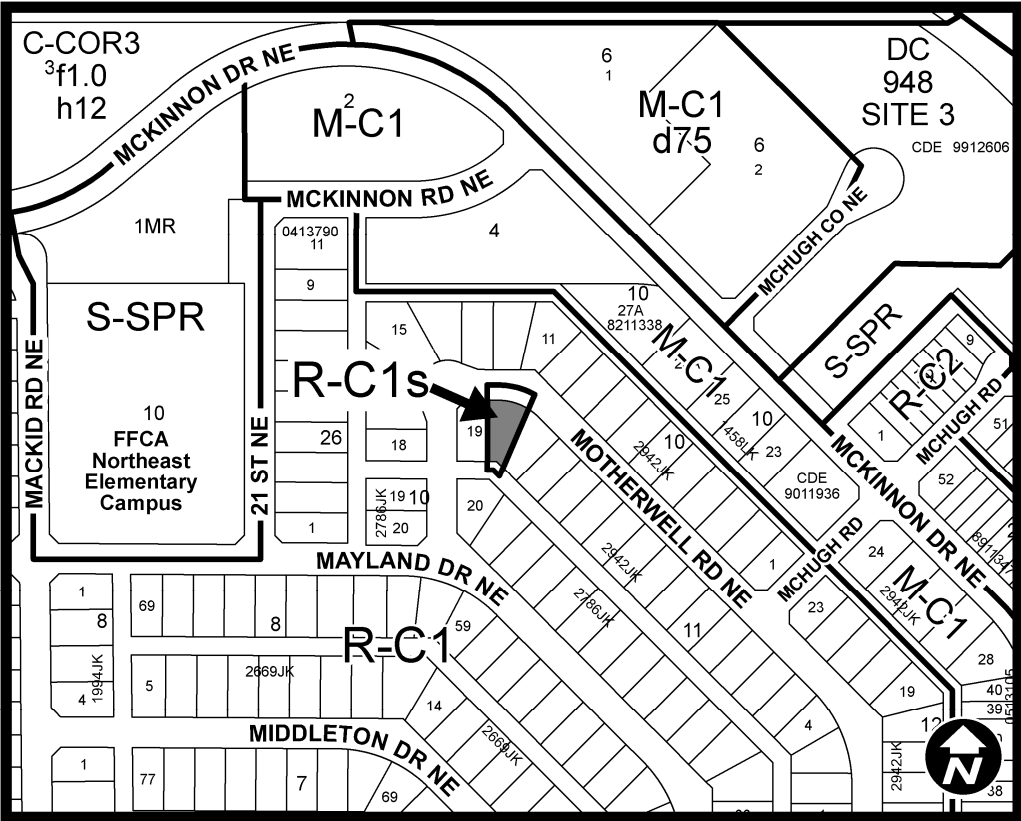 C-COR3
3f1.0
h12
MCKINNON DR NE
2
M-C1
6
1
M-C1
d75
6
2
DC
948
SITE 3
CDE 9912606
MCKINNON RD NE
MCHUGH CO NE
1MR
0413790
11
4
9
S-SPR
10
27A
8211338
M-C1
S-SPR
9
R-C2
MCHUGH RD
15
11
R-C1s
25
10
1458LK
23
1
51
MACKID RD NE
10
FFCA
Northeast
Elementary
Campus
21 ST NE
26
18
19
MOTHERWELL RD NE
10
2942JK
CDE
9011936
MCKINNON DR NE
52
2786JK
19
10
20
20
1
8911347
MAYLAND DR NE
2942JK
2786JK
1
MCHUGH RD
24
M-C1
2942JK
1
8
69
8
59
11
23
R-C1
28
1994JK
4
5
2669JK
14
19
40
39
0513105
MIDDLETON DR NE
2669JK
4
12
2942JK
N
38
1
77
7
69